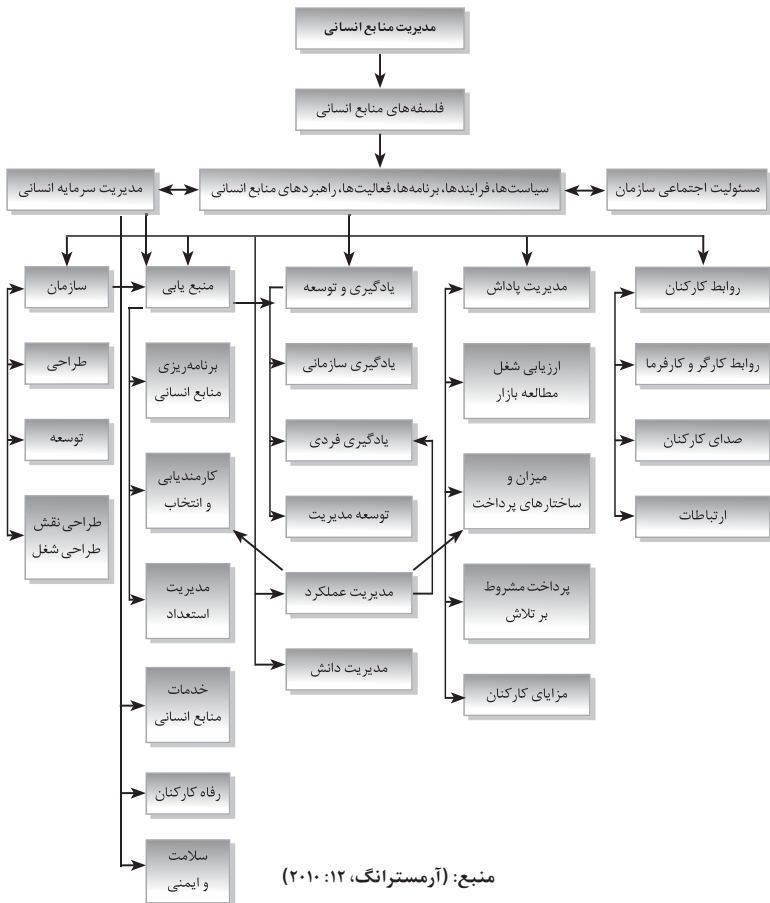 مدیریت منابع انسانی
فلسفه‌های منابع انسانی
مسئولیت اجتماعی سازمان
سیاست‌ها، فرایندها، برنامه‌ها، فعالیت‌ها، راهبردهای منابع انسانی
مدیریت سرمایه انسانی
روابط کارکنان
روابط کارگر و کارفرما
صدای کارکنان
ارتباطات
مدیریت پاداش
ارزیابی شغل
مطالعه بازار
میزان و
ساختارهای پرداخت
پرداخت مشروط
بر تلاش
مزایای کارکنان
یادگیری و توسعه
یادگیری سازمانی
یادگیری فردی
توسعه مدیریت
مدیریت عملکرد
مدیریت دانش
منبع یابی
برنامه‌ریزی
منابع انسانی
کارمندیابی
و انتخاب
مدیریت
استعداد
خدمات
منابع انسانی
رفاه کارکنان
سلامت
و ایمنی
سازمان
طراحی
توسعه
طراحی نقش
طراحی شغل
منبع: (آرمسترانگ، ۱۲: ۲۰۱۰)